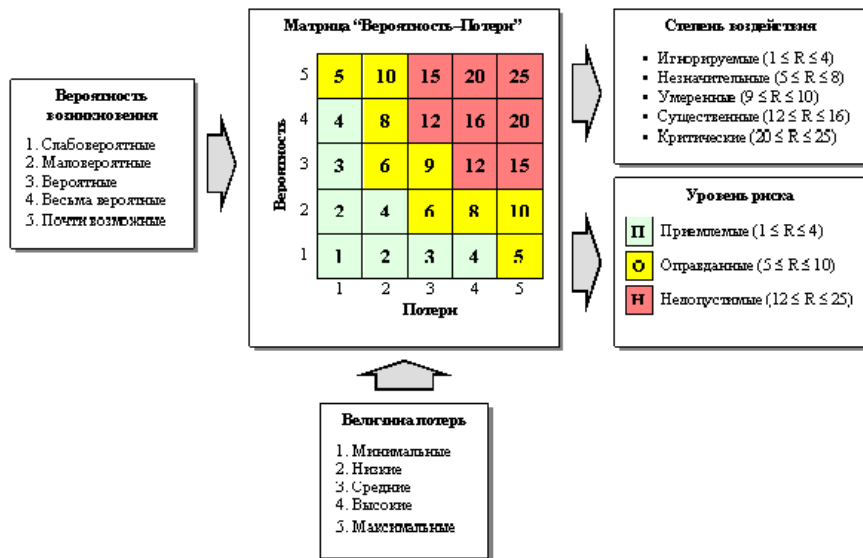 Матрица “Вероятность–Потери”
Вероятность
5 5 10 15 20 25
4 4 8 12 16 20
3 3 6 9 12 15
2 2 4 6 8 10
1 1 2 3 4 5
1 2 3 4 5
Потери
Вероятность
возникновения
1. Слабовероятные
2. Маловероятные
3. Вероятные
4. Весьма вероятные
5. Почти возможные
Степень воздействия
▪ Игнорируемые (1 ≤ R ≤ 4)
▪ Незначительные (5 ≤ R ≤ 8)
▪ Умеренные (9 ≤ R ≤ 10)
▪ Существенные (12 ≤ R ≤ 16)
▪ Критические (20 ≤ R ≤ 25)
Уровень риска
П Приемлемые (1 ≤ R ≤ 4)
О Оправданные (5 ≤ R ≤ 10)
Н Недопустимые (12 ≤ R ≤ 25)
Величина потерь
1. Минимальные
2. Низкие
3. Средние
4. Высокие
5. Максимальные